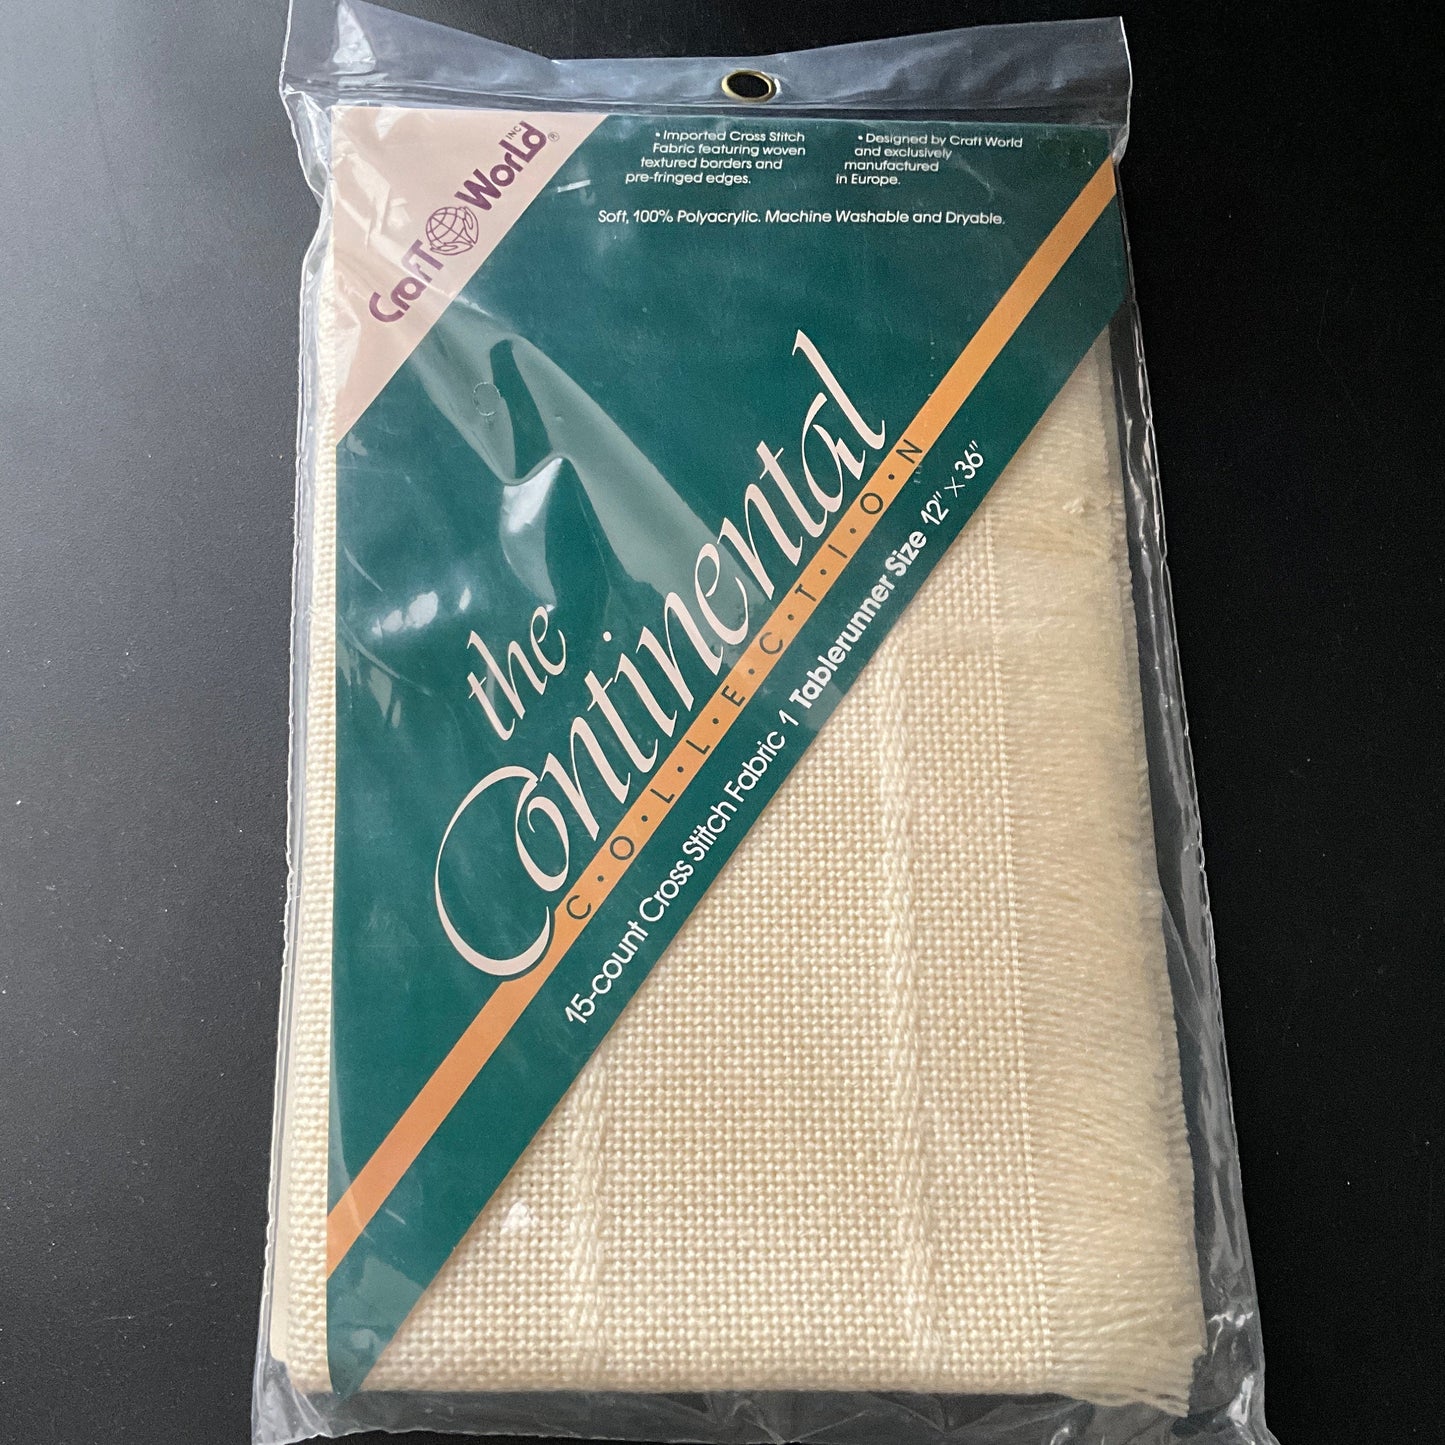 Craft World INC ®
• Imported Cross Stitch
Fabric featuring woven
textured borders and
pre-fringed edges.
• Designed by Craft World
and exclusively
manufactured
in Europe.
Soft, 100% Polyacrylic. Machine Washable and Dryable.
the
Continental
C•O•L•L•E•C•T•I•O•N
15-count Cross Stitch Fabric 1 Tablerunner Size 12" x 36"